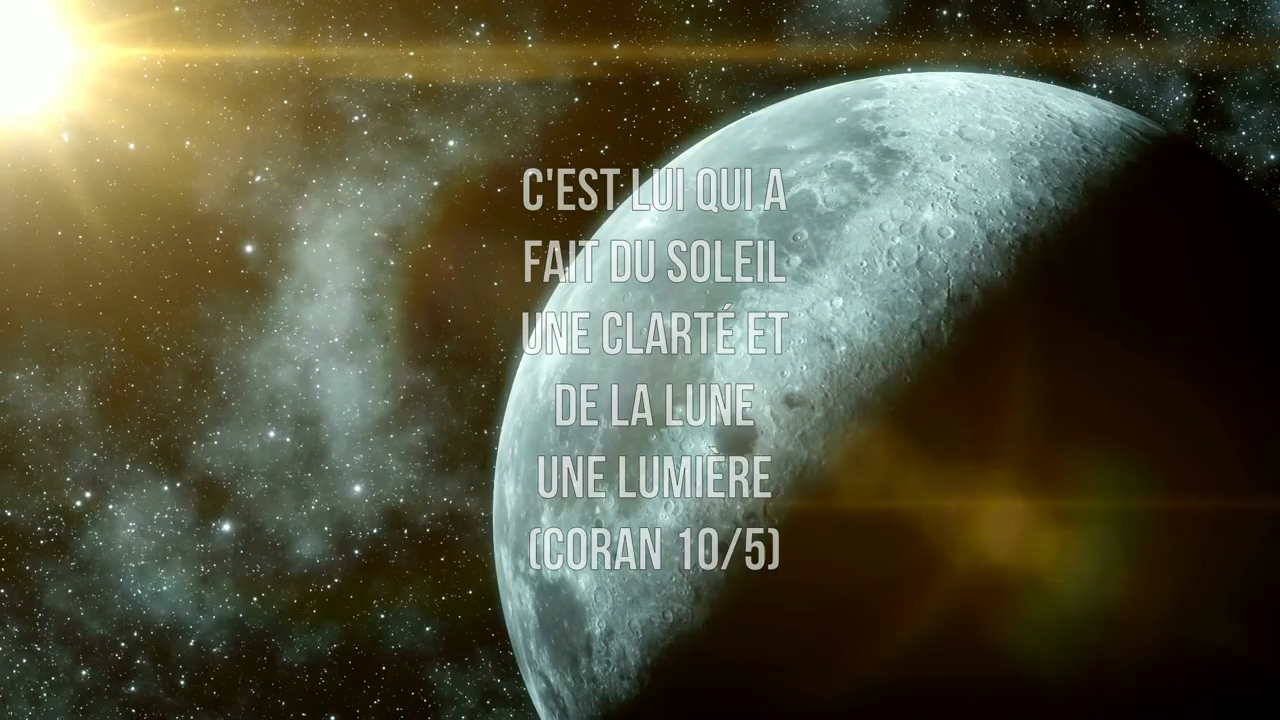 C'EST LUI QUI A
FAIT DU SOLEIL
UNE CLARTÉ ET
DE LA LUNE
UNE LUMIÈRE
(CORAN 10/5)